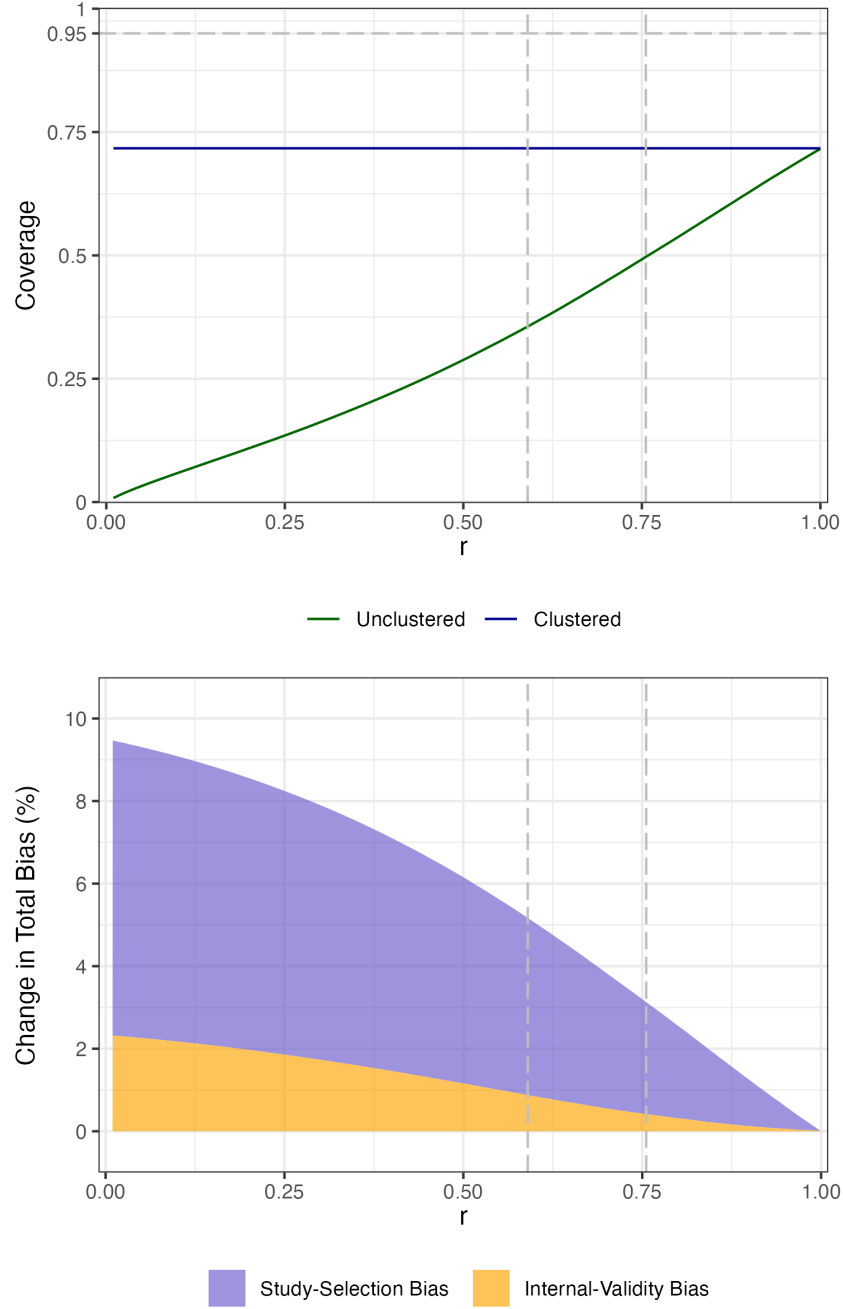 1
0.95
0.75
0.5
0.25
0
Coverage
0.00 0.25 0.50 0.75 1.00
r
Unclustered Clustered
10
8
6
4
2
0
Change in Total Bias (%)
0.00 0.25 0.50 0.75 1.00
r
Study-Selection Bias Internal-Validity Bias